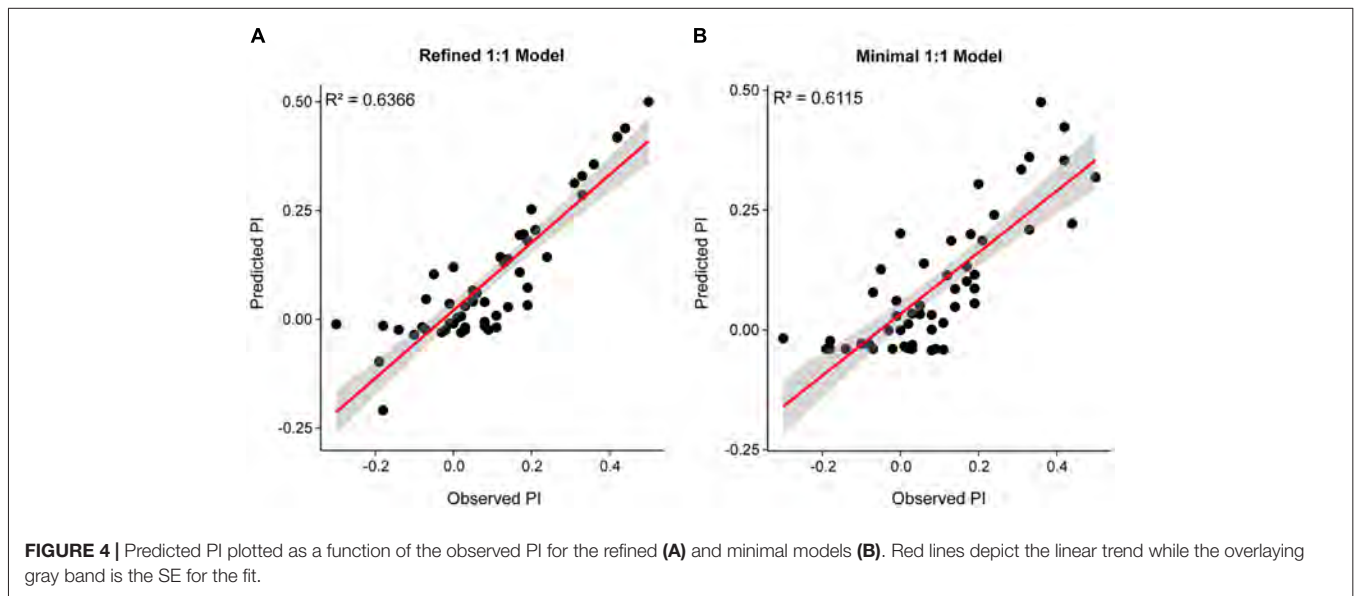 A
Refined 1:1 Model
R² = 0.6366
0.50
0.25
0.00
-0.25
Predicted PI
-0.2
0.0
0.2
0.4
Observed PI
B
Minimal 1:1 Model
R² = 0.6115
0.50
0.25
0.00
-0.25
Predicted PI
-0.2
0.0
0.2
0.4
Observed PI
FIGURE 4 | Predicted PI plotted as a function of the observed PI for the refined (A) and minimal models (B). Red lines depict the linear trend while the overlaying
gray band is the SE for the fit.